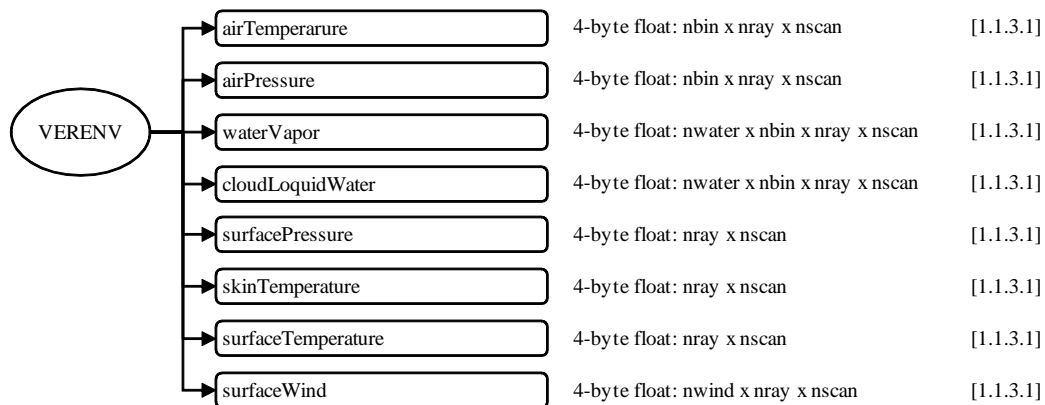 airTemperarure 4-byte float: nbin x nray x nscan [1.1.3.1]
airPressure 4-byte float: nbin x nray x nscan [1.1.3.1]
VERENV waterVapor 4-byte float: nwater x nbin x nray x nscan [1.1.3.1]
cloudLoquidWater 4-byte float: nwater x nbin x nray x nscan [1.1.3.1]
surfacePressure 4-byte float: nray x nscan [1.1.3.1]
skinTemperature 4-byte float: nray x nscan [1.1.3.1]
surfaceTemperature 4-byte float: nray x nscan [1.1.3.1]
surfaceWind 4-byte float: nwind x nray x nscan [1.1.3.1]